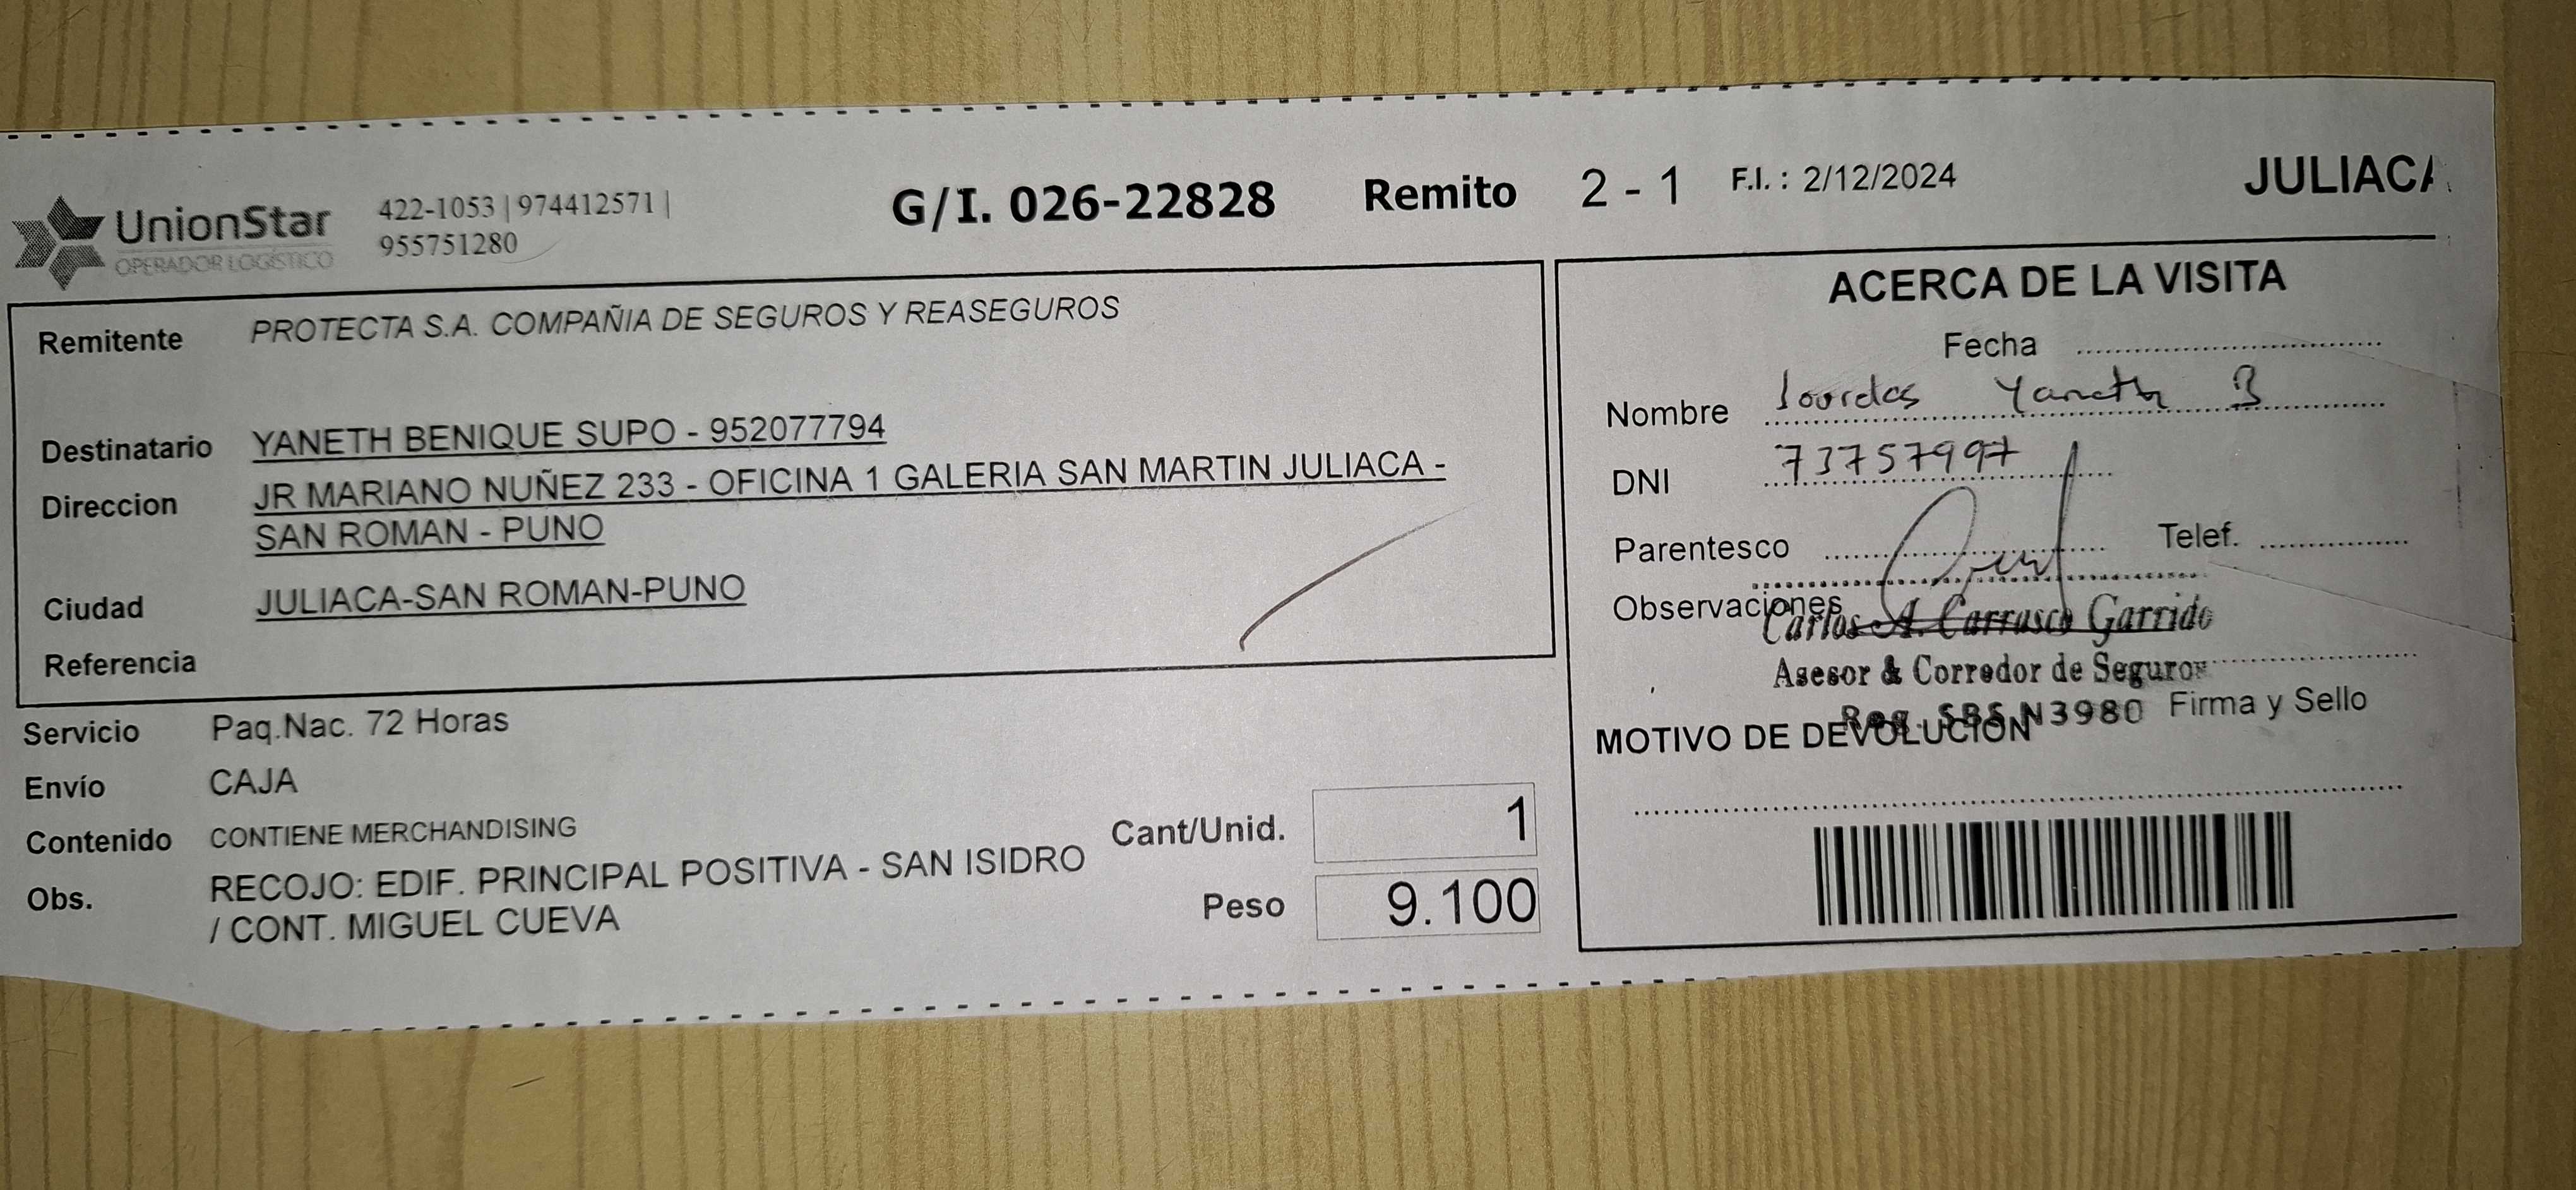 UnionStar
OPERADOR LOGÍSTICO
422-1053 | 974412571 |
955751280
G/I. 026-22828 Remito 2 - 1 F.I. : 2/12/2024 JULIACA
Remitente PROTECTA S.A. COMPAÑIA DE SEGUROS Y REASEGUROS
Destinatario YANETH BENIQUE SUPO - 952077794
Direccion JR MARIANO NUÑEZ 233 - OFICINA 1 GALERIA SAN MARTIN JULIACA -
SAN ROMAN - PUNO
Ciudad JULIACA-SAN ROMAN-PUNO
Referencia
Servicio Paq.Nac. 72 Horas
Envío CAJA
Contenido CONTIENE MERCHANDISING
Obs. RECOJO: EDIF. PRINCIPAL POSITIVA - SAN ISIDRO
/ CONT. MIGUEL CUEVA
Cant/Unid. 1
Peso 9.100
ACERCA DE LA VISITA
Fecha
Nombre Lourdes Yaneth B
DNI 73757997
Parentesco Telef.
Observaciones
Carlos A. Carrasco Garrido
Asesor & Corredor de Seguros
Reg. SBS N3980 Firma y Sello
MOTIVO DE DEVOLUCION